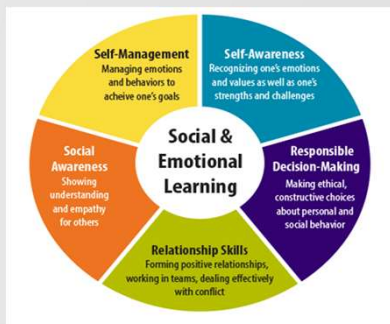 Self-Management
Managing emotions
and behaviors to
acheive one's goals
Self-Awareness
Recognizing one's emotions
and values as well as one's
strengths and challenges
Social &
Emotional
Learning
Social
Awareness
Showing
understanding
and empathy
for others
Responsible
Decision-Making
Making ethical,
constructive choices
about personal and
social behavior
Relationship Skills
Forming positive relationships,
working in teams, dealing effectively
with conflict